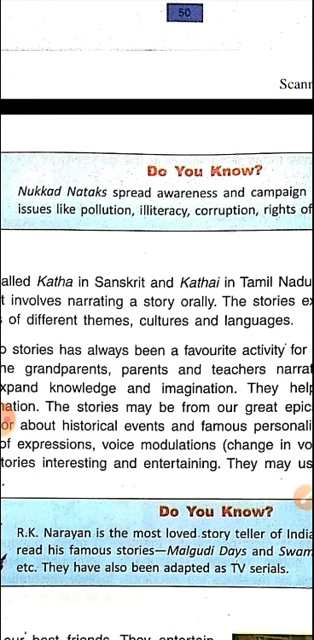 50
Scann
Do You Know?
Nukkad Nataks spread awareness and campaign
issues like pollution, illiteracy, corruption, rights of
alled Katha in Sanskrit and Kathai in Tamil Nadu
t involves narrating a story orally. The stories ex
of different themes, cultures and languages.
o stories has always been a favourite activity for
he grandparents, parents and teachers narrat
xpand knowledge and imagination. They help
nation. The stories may be from our great epic
or about historical events and famous personali
of expressions, voice modulations (change in vo
tories interesting and entertaining. They may us
Do You Know?
R.K. Narayan is the most loved story teller of India
read his famous stories—Malgudi Days and Swam
etc. They have also been adapted as TV serials.
our best friends. They entertain